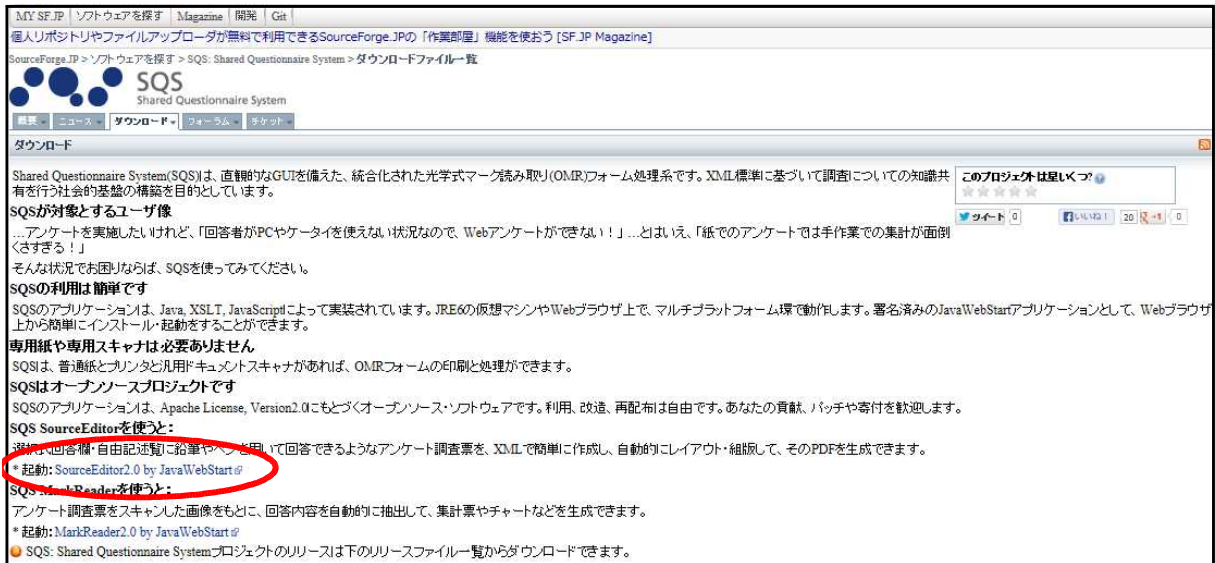 MY SF.JP ソフトウェアを探す Magazine 開発 Git
個人リポジトリやファイルアップローダが無料で利用できるSourceForge.JPの「作業部屋」機能を使おう [SF.JP Magazine]
SourceForge.JP > ソフトウェアを探す > SQS: Shared Questionnaire System > ダウンロードファイル一覧
SQS
Shared Questionnaire System
概要 ニュース ダウンロード フォーラム チケット
ダウンロード
Shared Questionnaire System(SQS)は、直観的なGUIを備えた、統合化された光学式マーク読み取り(OMR)フォーム処理系です。XML標準に基づいて調査についての知識共
有を行う社会的基盤の構築を目的としています。
このプロジェクトは星いくつ?
ツイート 0 いいね! 20 +1 0
SQSが対象とするユーザ像
…アンケートを実施したいけれど、「回答者がPCやケータイを使えない状況なので、Webアンケートができない!」…とはいえ、「紙でのアンケートでは手作業での集計が面倒
くさすぎる!」
そんな状況でお困りならば、SQSを使ってみてください。
SQSの利用は簡単です
SQSのアプリケーションは、Java, XSLT, JavaScriptによって実装されています。JRE6の仮想マシンやWebブラウザ上で、マルチプラットフォーム環で動作します。署名済みのJavaWebStartアプリケーションとして、Webブラウザ
上から簡単にインストール・起動をすることができます。
専用紙や専用スキャナは必要ありません
SQSは、普通紙とプリンタと汎用ドキュメントスキャナがあれば、OMRフォームの印刷と処理ができます。
SQSはオープンソースプロジェクトです
SQSのアプリケーションは、Apache License, Version2.0にもとづくオープンソース・ソフトウェアです。利用、改造、再配布は自由です。あなたの貢献、パッチや寄付を歓迎します。
SQS SourceEditorを使うと:
選択式回答欄・自由記述覧に鉛筆やペンを用いて回答できるようなアンケート調査票を、XMLで簡単に作成し、自動的にレイアウト・組版して、そのPDFを生成できます。
* 起動: SourceEditor2.0 by JavaWebStart
SQS MarkReaderを使うと:
アンケート調査票をスキャンした画像をもとに、回答内容を自動的に抽出して、集計票やチャートなどを生成できます。
* 起動: MarkReader2.0 by JavaWebStart
SQS: Shared Questionnaire Systemプロジェクトのリリースは下のリリースファイル一覧からダウンロードできます。